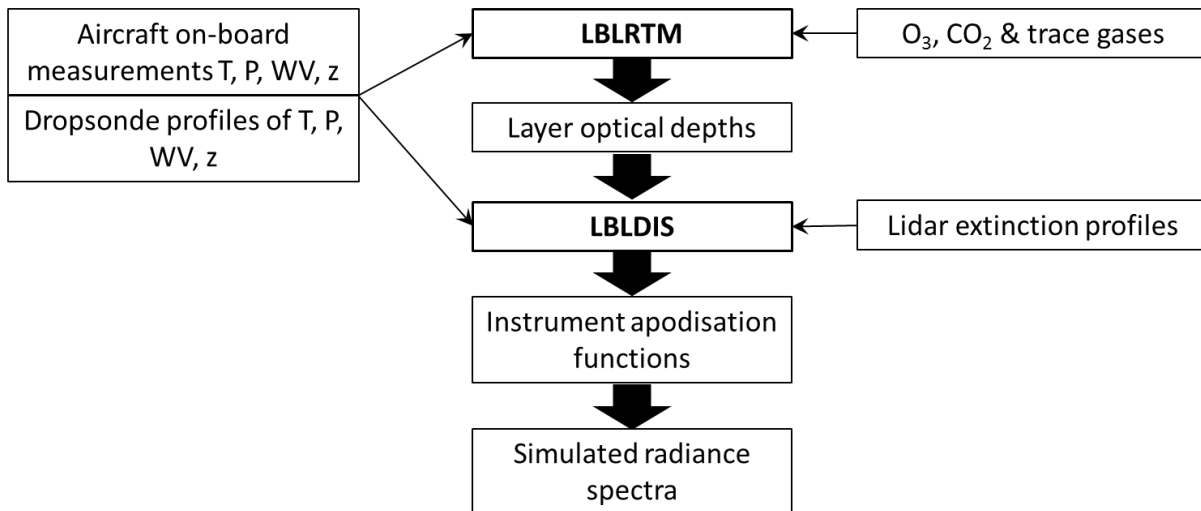 Aircraft on-board
measurements T, P, WV, z
Dropsonde profiles of T, P,
WV, z
LBLRTM
O₃, CO₂ & trace gases
Layer optical depths
LBLDIS
Lidar extinction profiles
Instrument apodisation
functions
Simulated radiance
spectra